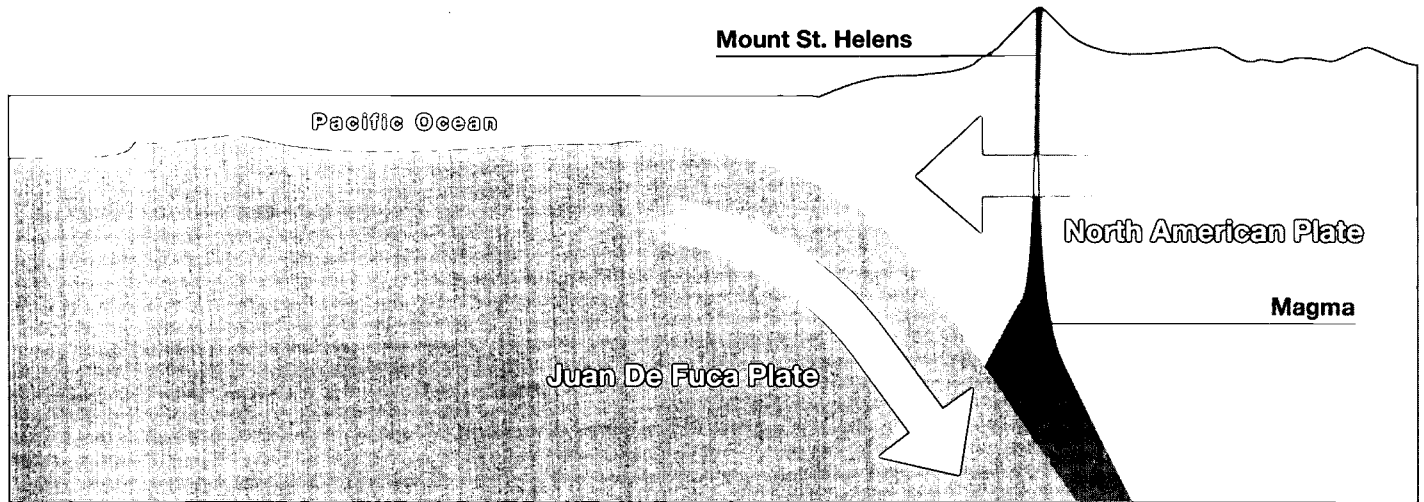 Mount St. Helens
Pacific Ocean
North American Plate
Magma
Juan De Fuca Plate